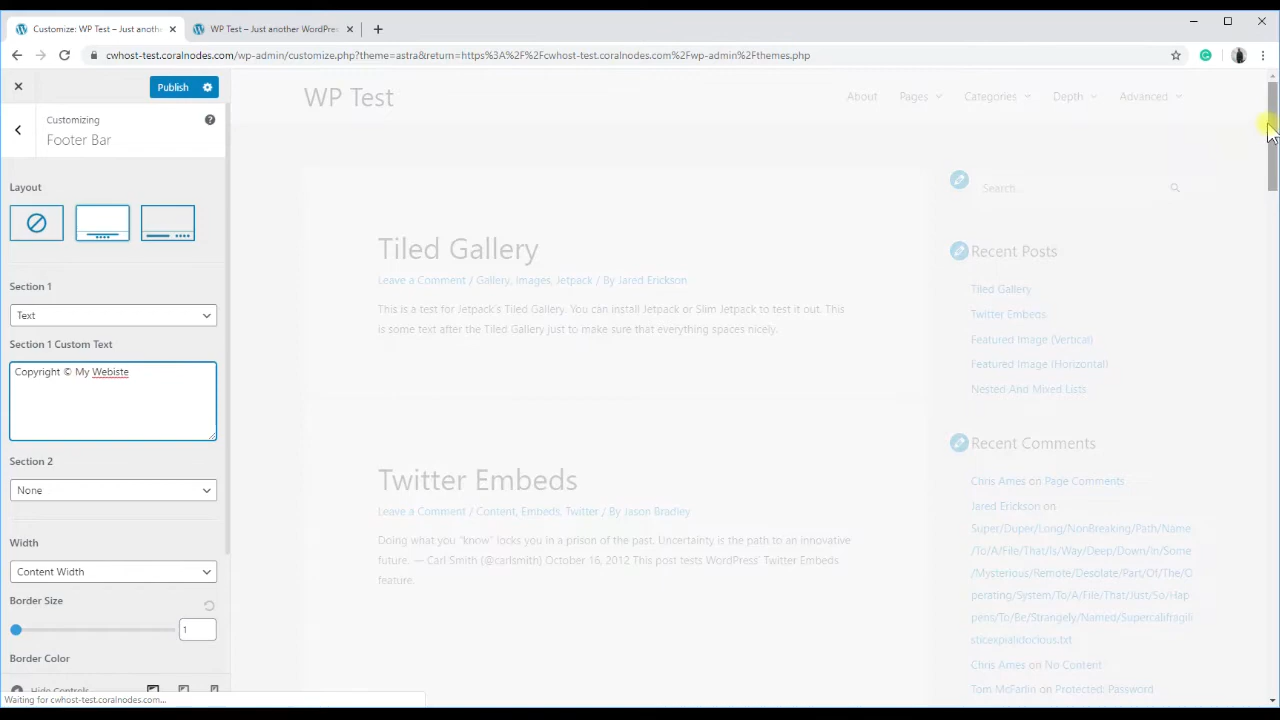 Customize: WP Test – Just anoth
WP Test – Just another WordPres
cwhost-test.coralnodes.com/wp-admin/customize.php?theme=astra&return=https%3A%2F%2Fcwhost-test.coralnodes.com%2Fwp-admin%2Fthemes.php
Publish
Customizing
Footer Bar
Layout
Section 1
Text
Section 1 Custom Text
Copyright © My Webiste
Section 2
None
Width
Content Width
Border Size
1
Border Color
Hide Controls
Waiting for cwhost-test.coralnodes.com...
WP Test
About
Pages
Categories
Depth
Advanced
Tiled Gallery
Leave a Comment / Gallery, Images, Jetpack / By Jared Erickson
This is a test for Jetpack's Tiled Gallery. You can install Jetpack or Slim Jetpack to test it out. This
is some text after the Tiled Gallery just to make sure that everything spaces nicely.
Twitter Embeds
Leave a Comment / Content, Embeds, Twitter / By Jason Bradley
Doing what you "know" locks you in a prison of the past. Uncertainty is the path to an innovative
future. — Carl Smith (@carlsmith) October 16, 2012 This post tests WordPress' Twitter Embeds
feature.
Search...
Recent Posts
Tiled Gallery
Twitter Embeds
Featured Image (Vertical)
Featured Image (Horizontal)
Nested And Mixed Lists
Recent Comments
Chris Ames on Page Comments
Jared Erickson on
Super/Duper/Long/NonBreaking/Path/Name
/To/A/File/That/Is/Way/Deep/Down/In/Some
/Mysterious/Remote/Desolate/Part/Of/The/O
perating/System/To/A/File/That/Just/So/Hap
pens/To/Be/Strangely/Named/Supercalifragili
sticexpialidocious.txt
Chris Ames on No Content
Tom McFarlin on Protected: Password